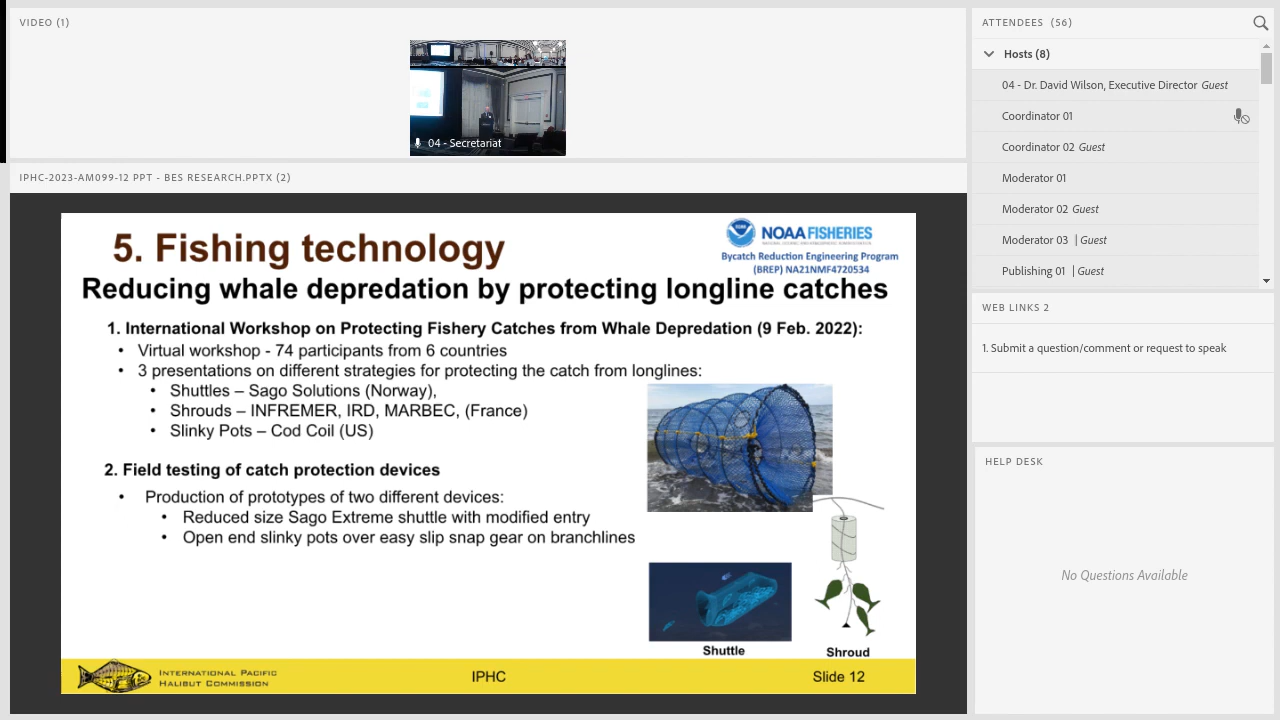 VIDEO (1)
04 - Secretariat
IPHC-2023-AM099-12 PPT - BES RESEARCH.PPTX (2)
5. Fishing technology
NOAA FISHERIES
Bycatch Reduction Engineering Program
(BREP) NA21NMF4720534
Reducing whale depredation by protecting longline catches
1. International Workshop on Protecting Fishery Catches from Whale Depredation (9 Feb. 2022):
• Virtual workshop - 74 participants from 6 countries
• 3 presentations on different strategies for protecting the catch from longlines:
• Shuttles – Sago Solutions (Norway),
• Shrouds – INFREMER, IRD, MARBEC, (France)
• Slinky Pots – Cod Coil (US)
2. Field testing of catch protection devices
• Production of prototypes of two different devices:
• Reduced size Sago Extreme shuttle with modified entry
• Open end slinky pots over easy slip snap gear on branchlines
Shuttle
Shroud
INTERNATIONAL PACIFIC
HALIBUT COMMISSION
IPHC
Slide 12
ATTENDEES (56)
Hosts (8)
04 - Dr. David Wilson, Executive Director Guest
Coordinator 01
Coordinator 02 Guest
Moderator 01
Moderator 02 Guest
Moderator 03 | Guest
Publishing 01 | Guest
WEB LINKS 2
1. Submit a question/comment or request to speak
HELP DESK
No Questions Available